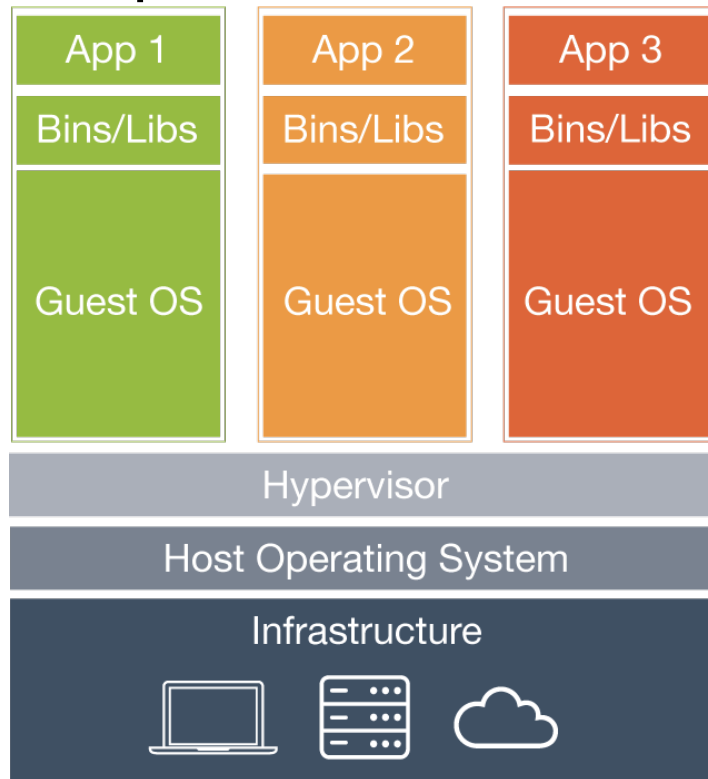 App 1
App 2
App 3
Bins/Libs
Bins/Libs
Bins/Libs
Guest OS
Guest OS
Guest OS
Hypervisor
Host Operating System
Infrastructure